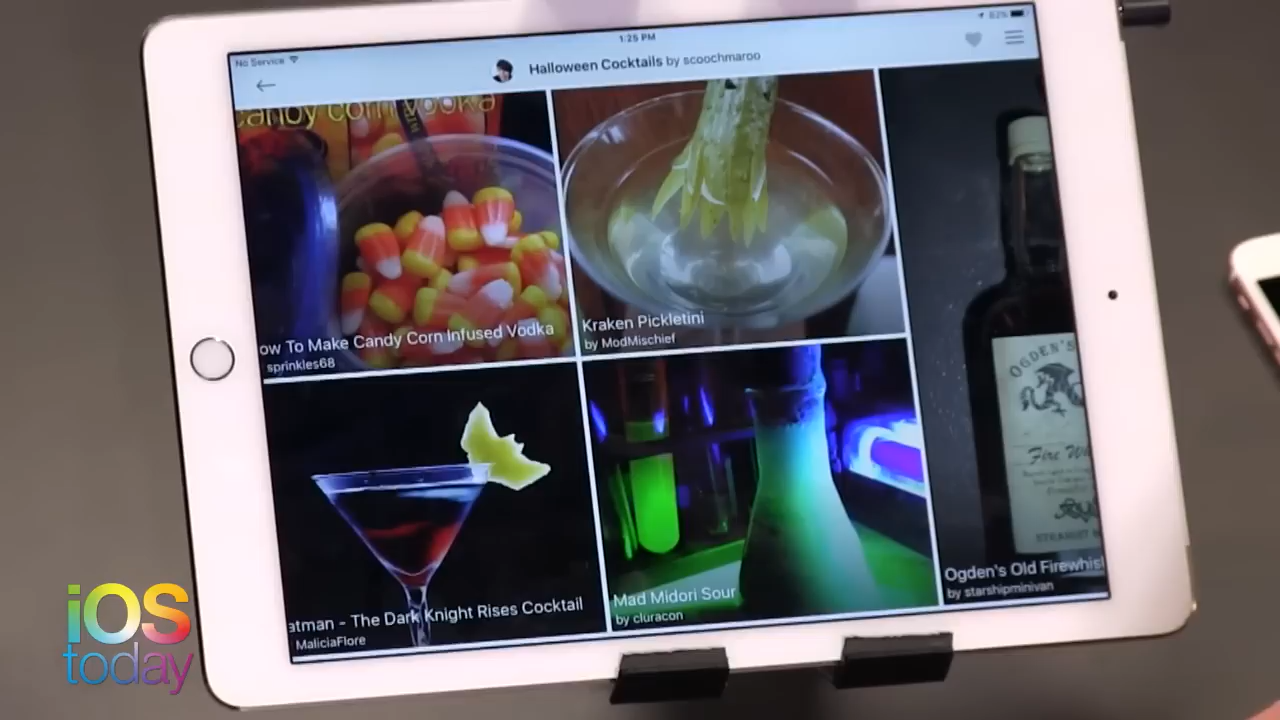 No Service
1:25 PM
82%
Halloween Cocktails by scoochmaroo
candy corn vodka
ow To Make Candy Corn Infused Vodka
sprinkles68
Kraken Pickletini
by ModMischief
atman - The Dark Knight Rises Cocktail
MaliciaFlore
Mad Midori Sour
by cluracon
OGDEN'S
Fire W
STRAIGHT
Ogden's Old Firewhis
by starshipminivan
iOS
today